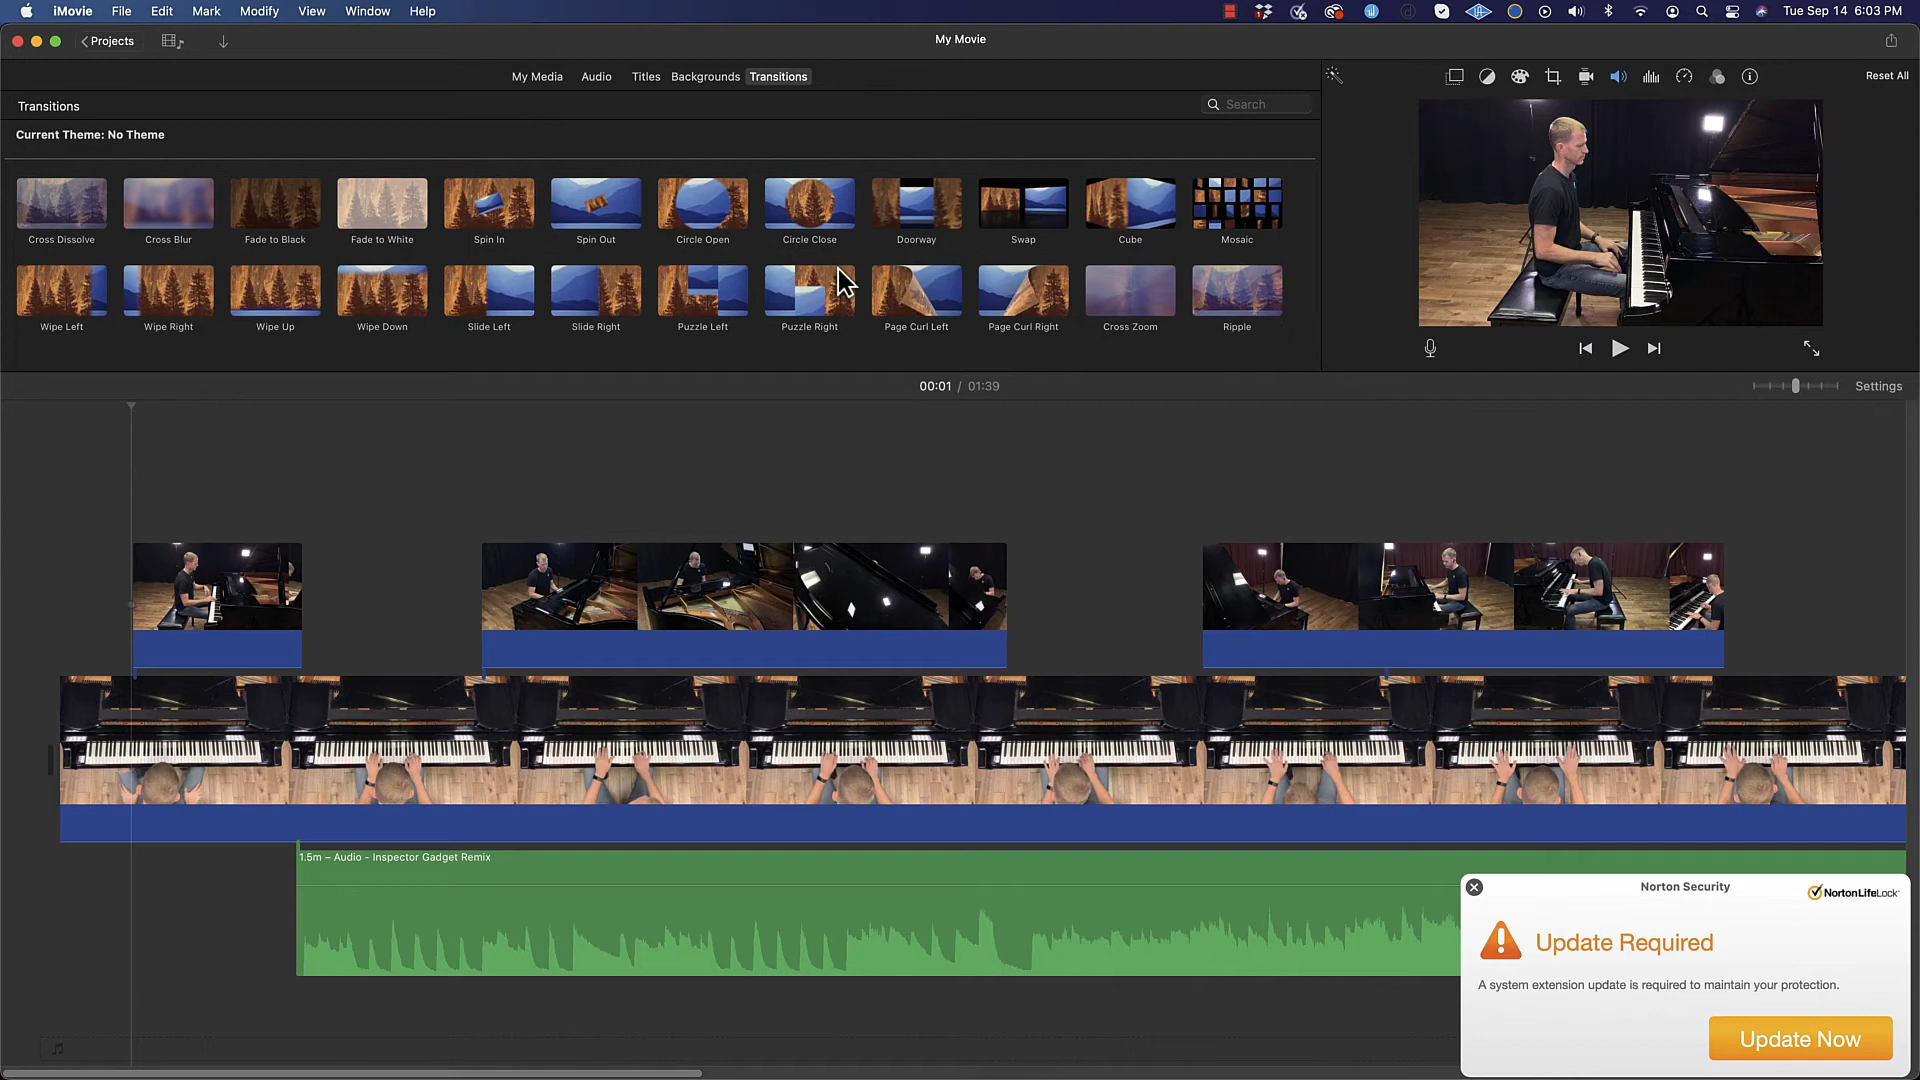 iMovie File Edit Mark Modify View Window Help
Tue Sep 14 6:03 PM
Projects
My Movie
My Media Audio Titles Backgrounds Transitions
Reset All
Transitions
Search
Current Theme: No Theme
Cross Dissolve Cross Blur Fade to Black Fade to White Spin In Spin Out Circle Open Circle Close Doorway Swap Cube Mosaic
Wipe Left Wipe Right Wipe Up Wipe Down Slide Left Slide Right Puzzle Left Puzzle Right Page Curl Left Page Curl Right Cross Zoom Ripple
00:01 / 01:39
Settings
1.5m – Audio - Inspector Gadget Remix
Norton Security
NortonLifeLock
Update Required
A system extension update is required to maintain your protection.
Update Now